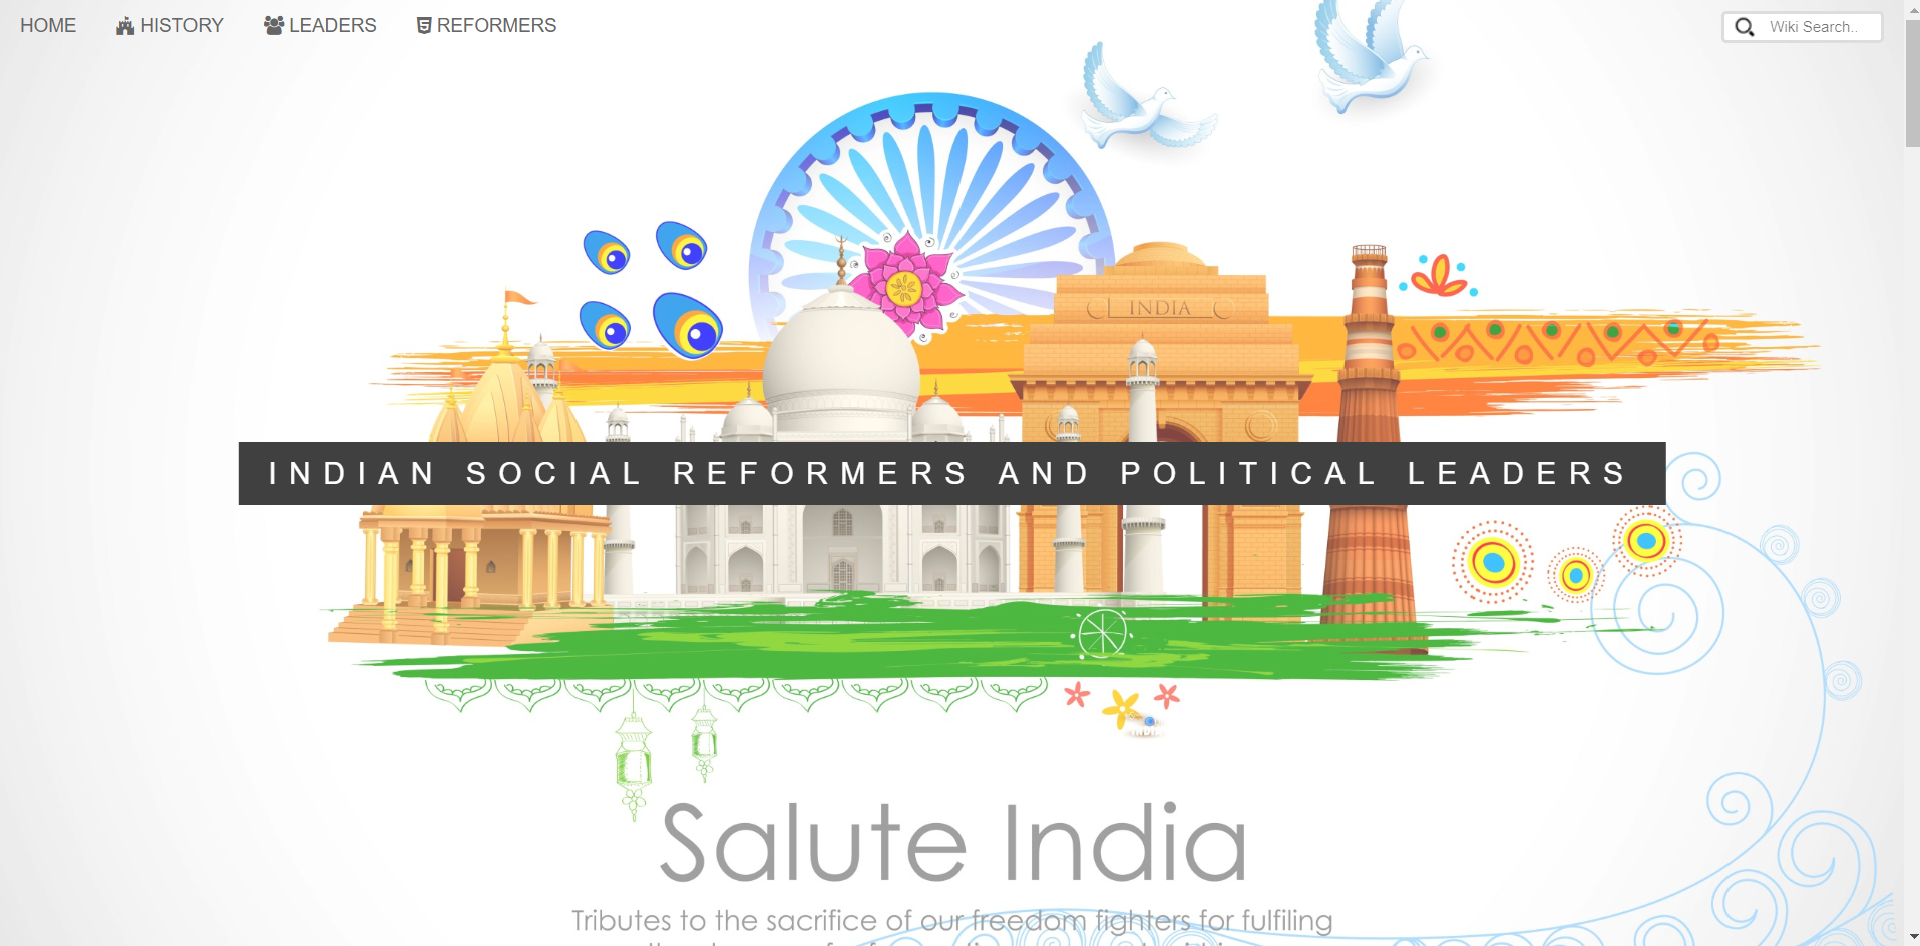 HOME HISTORY LEADERS REFORMERS Wiki Search..
INDIA
INDIAN SOCIAL REFORMERS AND POLITICAL LEADERS
Salute India
Tributes to the sacrifice of our freedom fighters for fulfiling